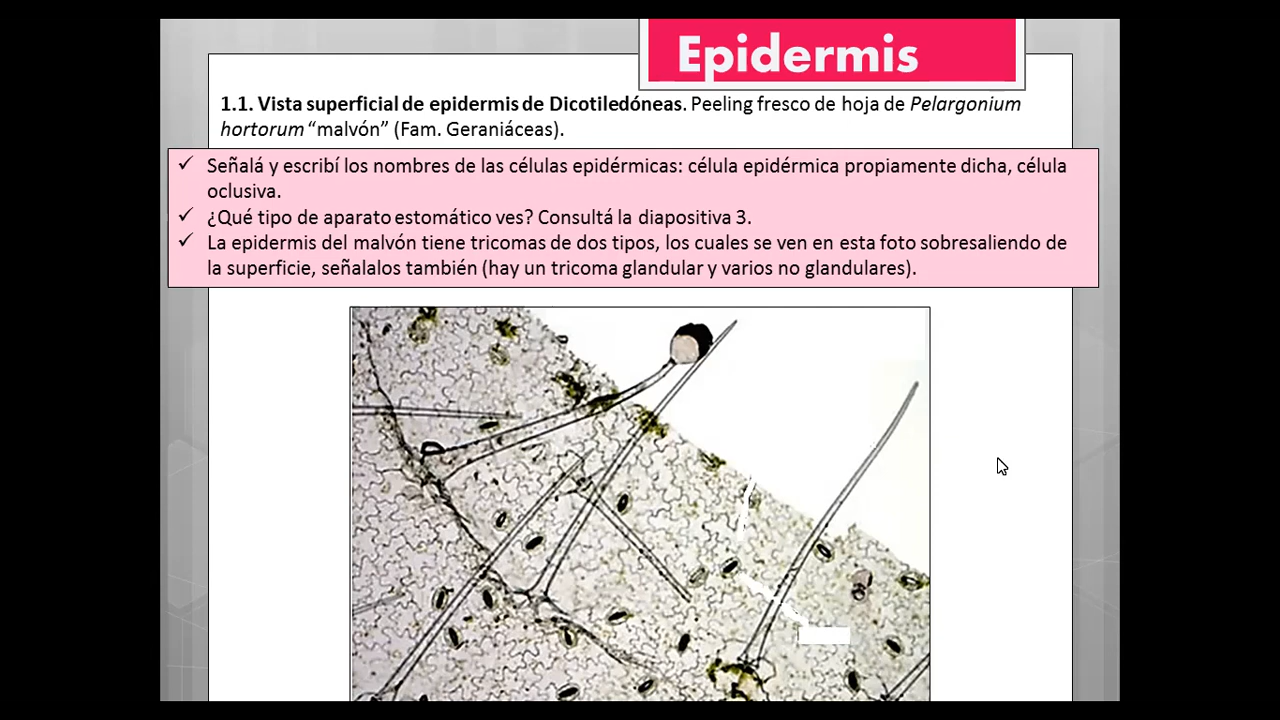 Epidermis
1.1. Vista superficial de epidermis de Dicotiledóneas. Peeling fresco de hoja de Pelargonium
hortorum “malvón” (Fam. Geraniáceas).
✓ Señalá y escribí los nombres de las células epidérmicas: célula epidérmica propiamente dicha, célula
oclusiva.
✓ ¿Qué tipo de aparato estomático ves? Consultá la diapositiva 3.
✓ La epidermis del malvón tiene tricomas de dos tipos, los cuales se ven en esta foto sobresaliendo de
la superficie, señalalos también (hay un tricoma glandular y varios no glandulares).